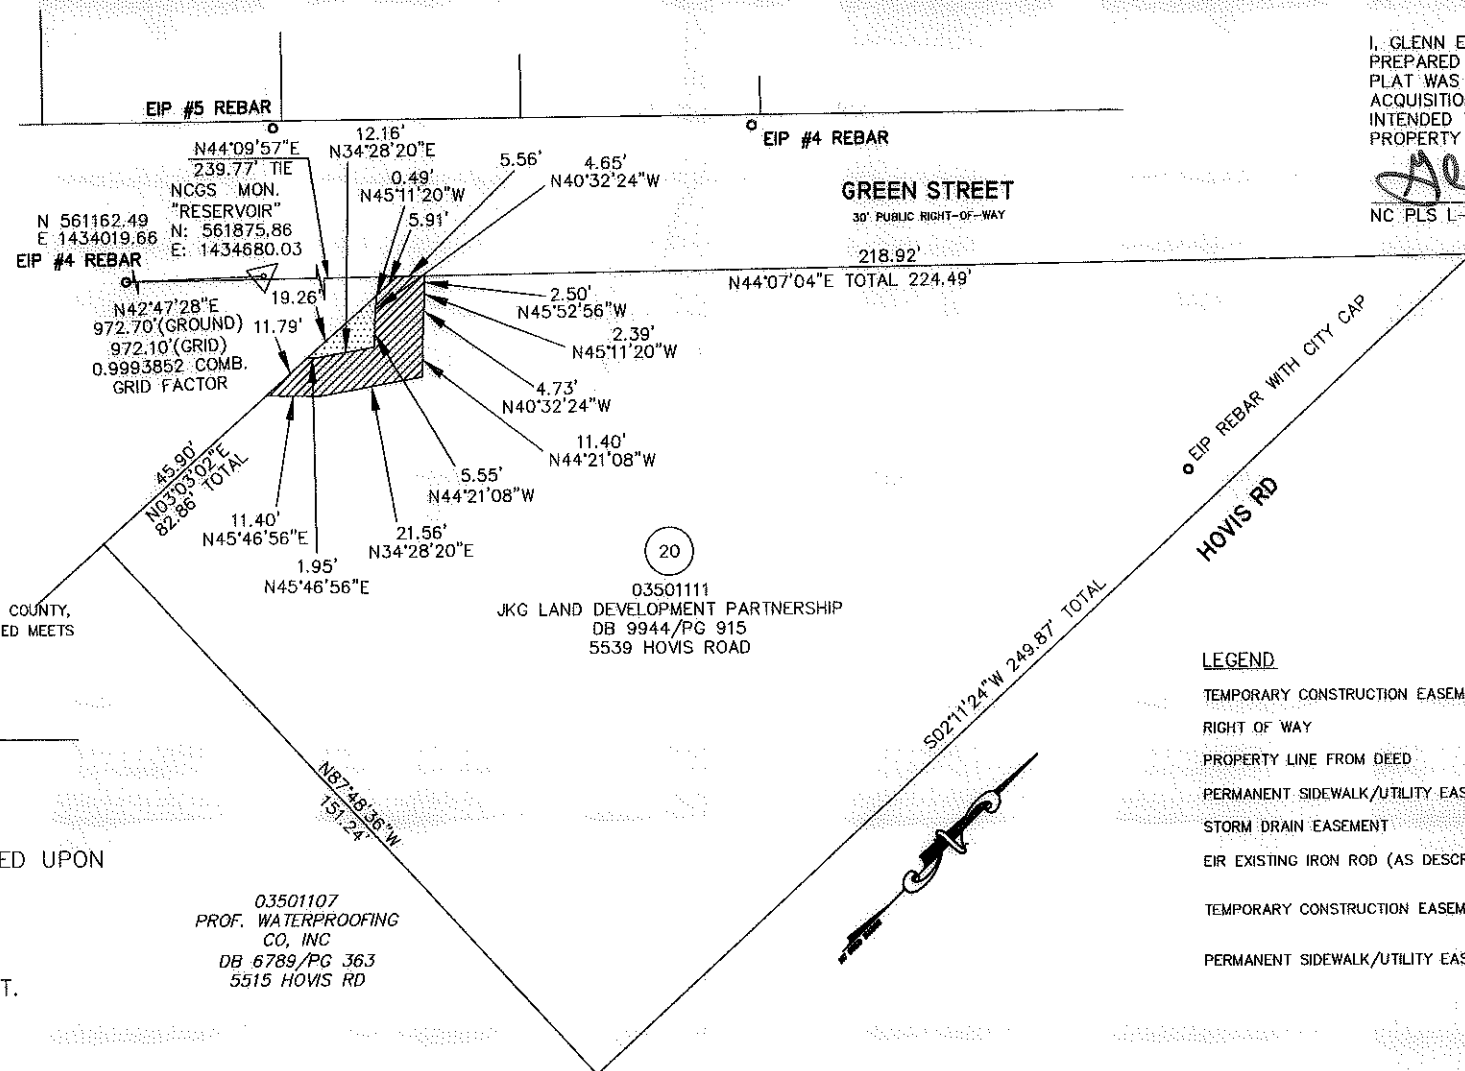 I, GLENN E
PREPARED
PLAT WAS
ACQUISITIO
INTENDED
PROPERTY
NC PLS L-
EIP #5 REBAR
N44°09'57"E
239.77' TIE
NCGS MON.
"RESERVOIR"
N: 561875.86
E: 1434680.03
N 561162.49
E 1434019.66
EIP #4 REBAR
12.16'
N34°28'20"E
0.49'
N45°11'20"W
5.91'
5.56'
4.65'
N40°32'24"W
EIP #4 REBAR
GREEN STREET
30' PUBLIC RIGHT-OF-WAY
218.92'
N44°07'04"E TOTAL 224.49'
N42°47'28"E
972.70'(GROUND)
972.10'(GRID)
0.9993852 COMB.
GRID FACTOR
19.26'
11.79'
2.50'
N45°52'56"W
2.39'
N45°11'20"W
4.73'
N40°32'24"W
11.40'
N44°21'08"W
5.55'
N44°21'08"W
21.56'
N34°28'20"E
11.40'
N45°46'56"E
1.95'
N45°46'56"E
45.90'
N03°03'02"E
82.86' TOTAL
EIP REBAR WITH CITY CAP
HOVIS RD
20
03501111
JKG LAND DEVELOPMENT PARTNERSHIP
DB 9944/PG 915
5539 HOVIS ROAD
COUNTY,
ED MEETS
S02°11'24"W 249.87' TOTAL
N87°48'36"W
151.24'
ED UPON
03501107
PROF. WATERPROOFING
CO, INC
DB 6789/PG 363
5515 HOVIS RD
T.
LEGEND
TEMPORARY CONSTRUCTION EASEM
RIGHT OF WAY
PROPERTY LINE FROM DEED
PERMANENT SIDEWALK/UTILITY EAS
STORM DRAIN EASEMENT
EIR EXISTING IRON ROD (AS DESCR
TEMPORARY CONSTRUCTION EASEM
PERMANENT SIDEWALK/UTILITY EAS